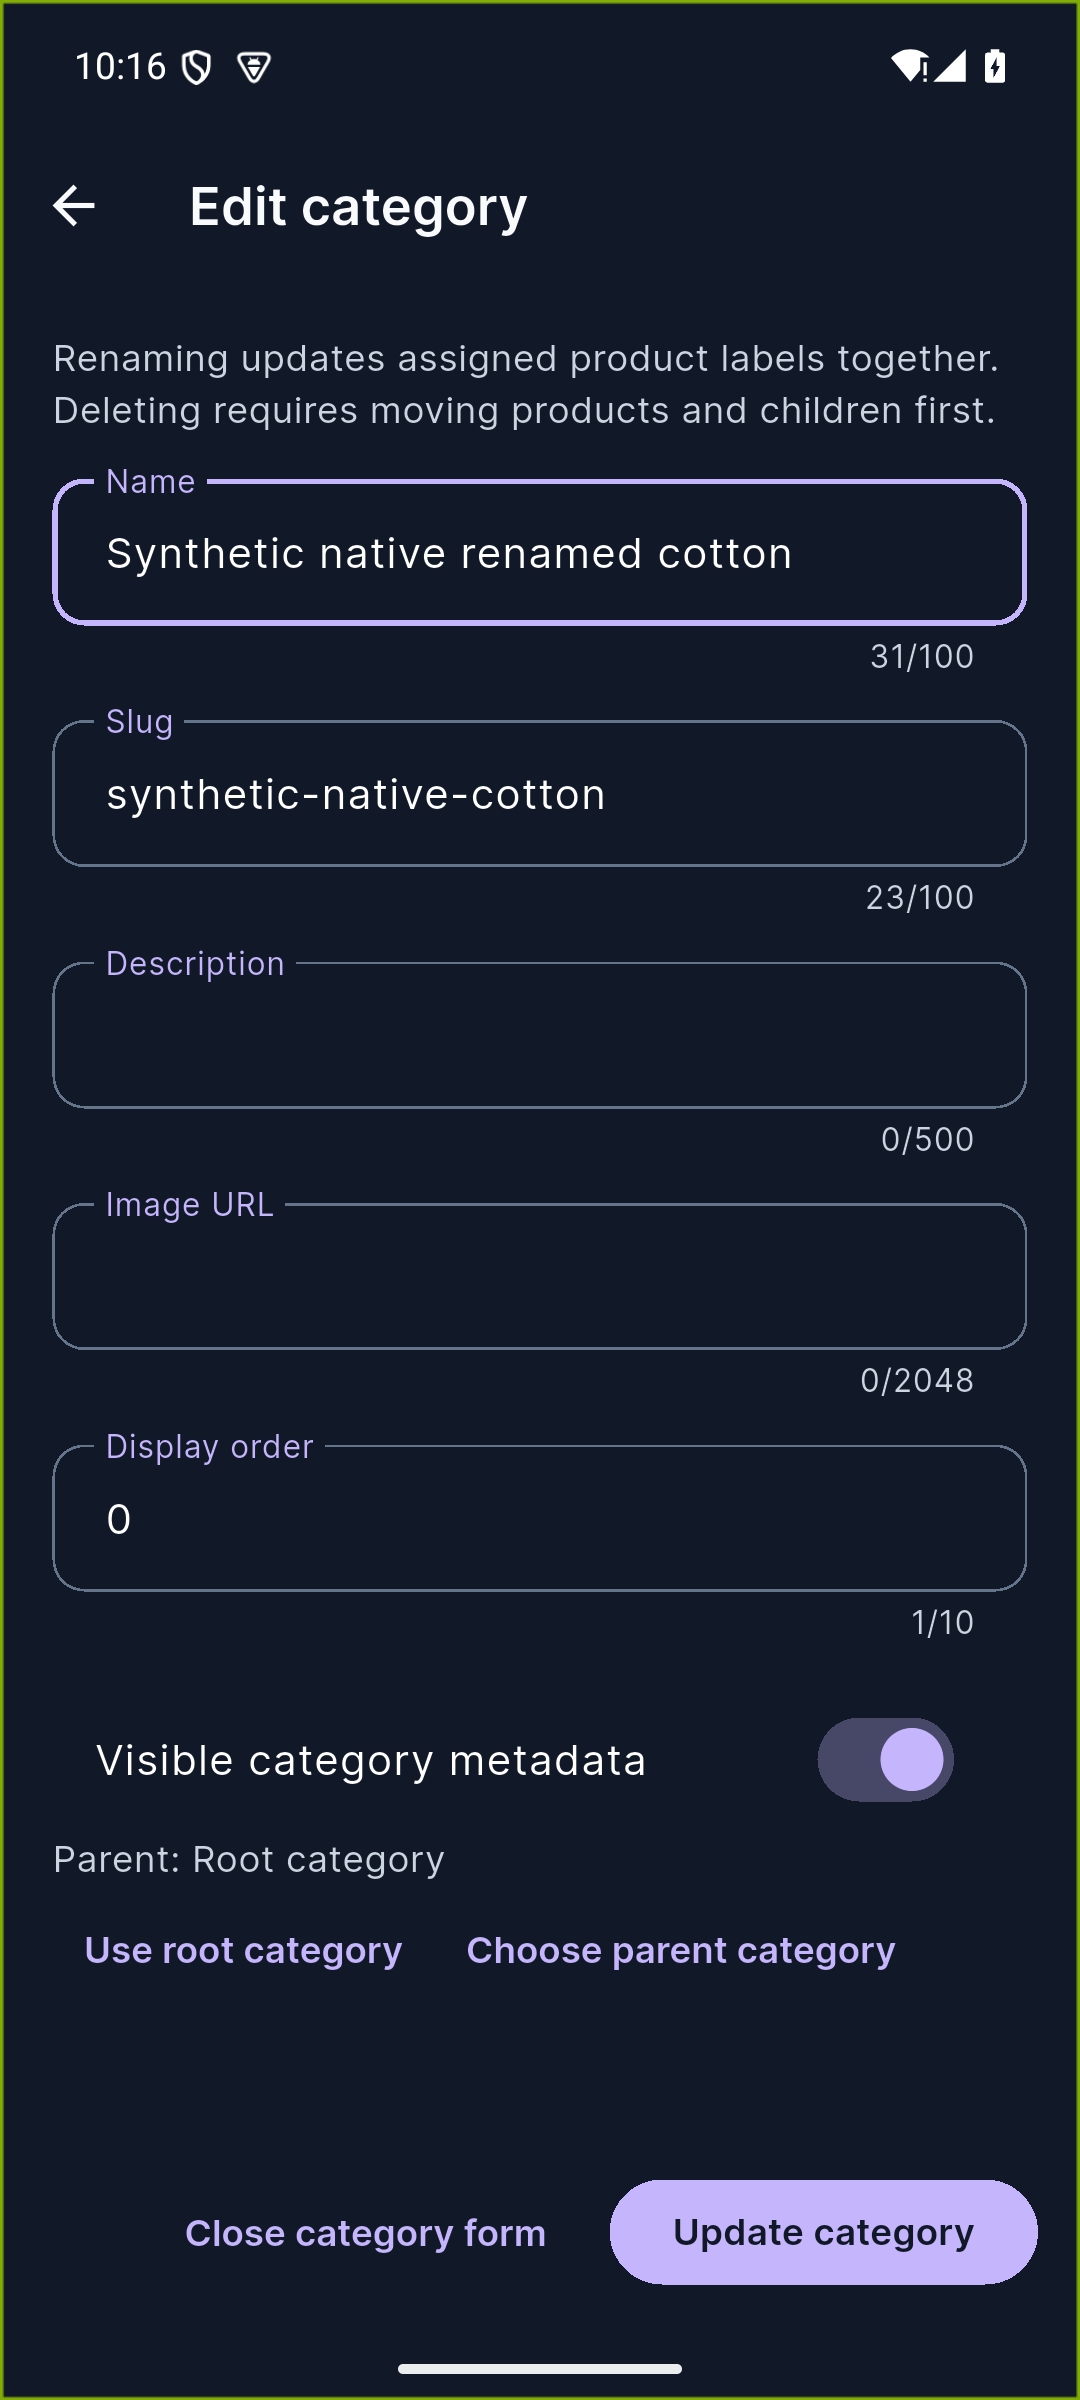 10:16
Edit category
Renaming updates assigned product labels together.
Deleting requires moving products and children first.
Name
Synthetic native renamed cotton
31/100
Slug
synthetic-native-cotton
23/100
Description
0/500
Image URL
0/2048
Display order
0
1/10
Visible category metadata
Parent: Root category
Use root category Choose parent category
Close category form Update category